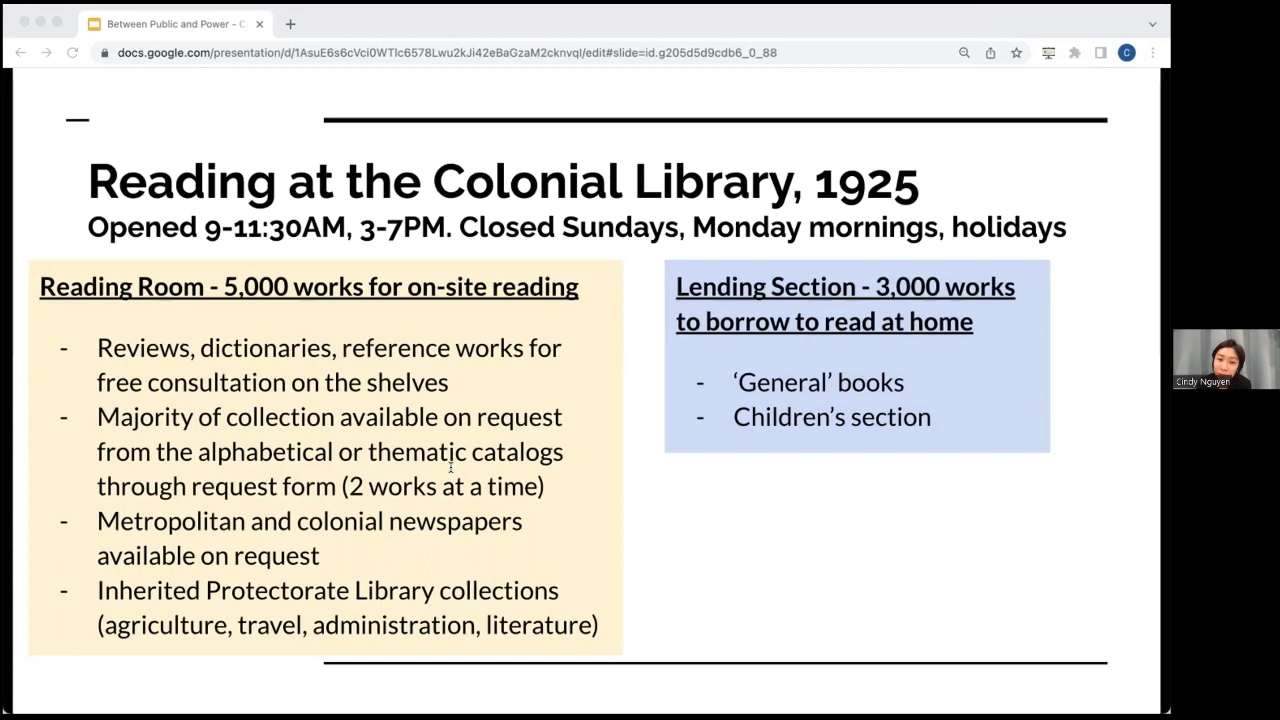 Between Public and Power - C
docs.google.com/presentation/d/1AsuE6s6cVci0WTIc6578Lwu2kJi42eBaGzaM2cknvqI/edit#slide=id.g205d5d9cdb6_0_88
C
Reading at the Colonial Library, 1925
Opened 9-11:30AM, 3-7PM. Closed Sundays, Monday mornings, holidays
Reading Room - 5,000 works for on-site reading
- Reviews, dictionaries, reference works for
free consultation on the shelves
- Majority of collection available on request
from the alphabetical or thematic catalogs
through request form (2 works at a time)
- Metropolitan and colonial newspapers
available on request
- Inherited Protectorate Library collections
(agriculture, travel, administration, literature)
Lending Section - 3,000 works
to borrow to read at home
- ‘General’ books
- Children’s section
Cindy Nguyen